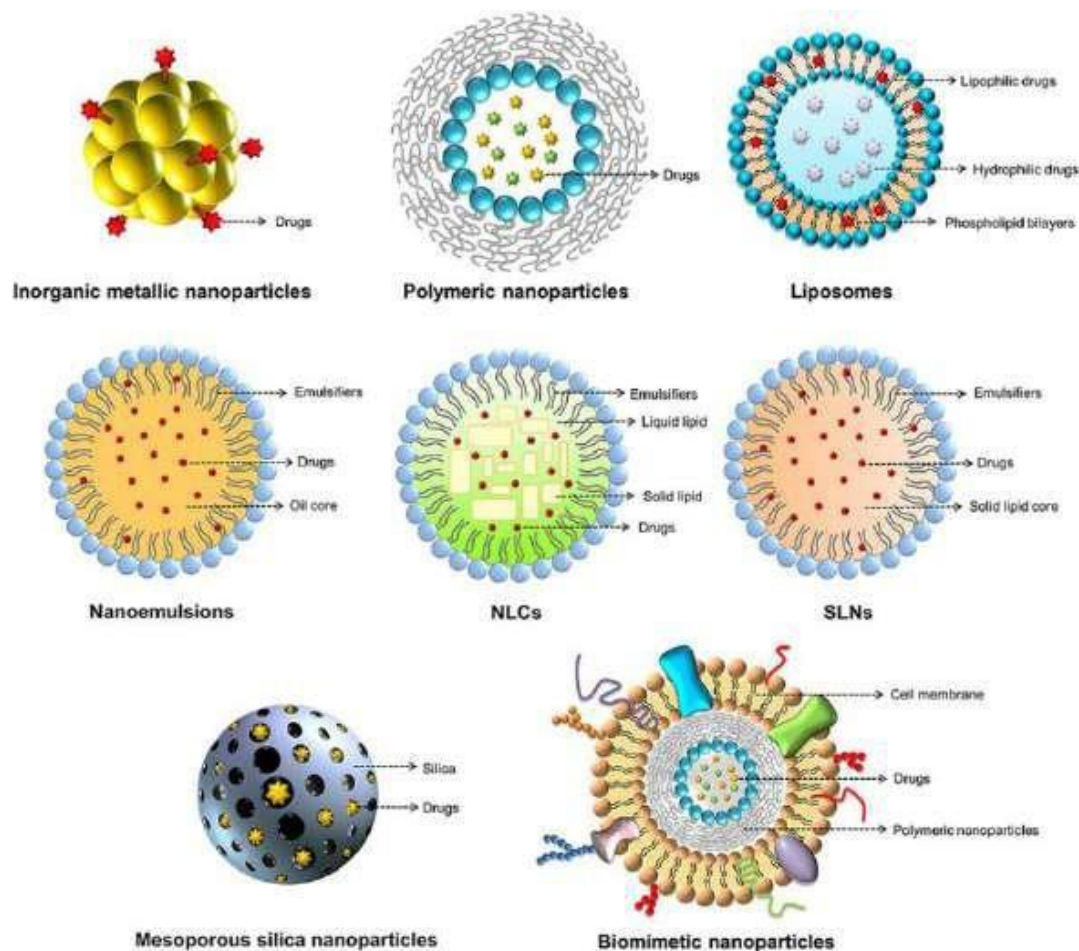 Drugs
Inorganic metallic nanoparticles
Drugs
Polymeric nanoparticles
Lipophilic drugs
Hydrophilic drugs
Phospholipid bilayers
Liposomes
Emulsifiers
Drugs
Oil core
Nanoemulsions
Emulsifiers
Liquid lipid
Solid lipid
Drugs
NLCs
Emulsifiers
Drugs
Solid lipid core
SLNs
Silica
Drugs
Mesoporous silica nanoparticles
Cell membrane
Drugs
Polymeric nanoparticles
Biomimetic nanoparticles